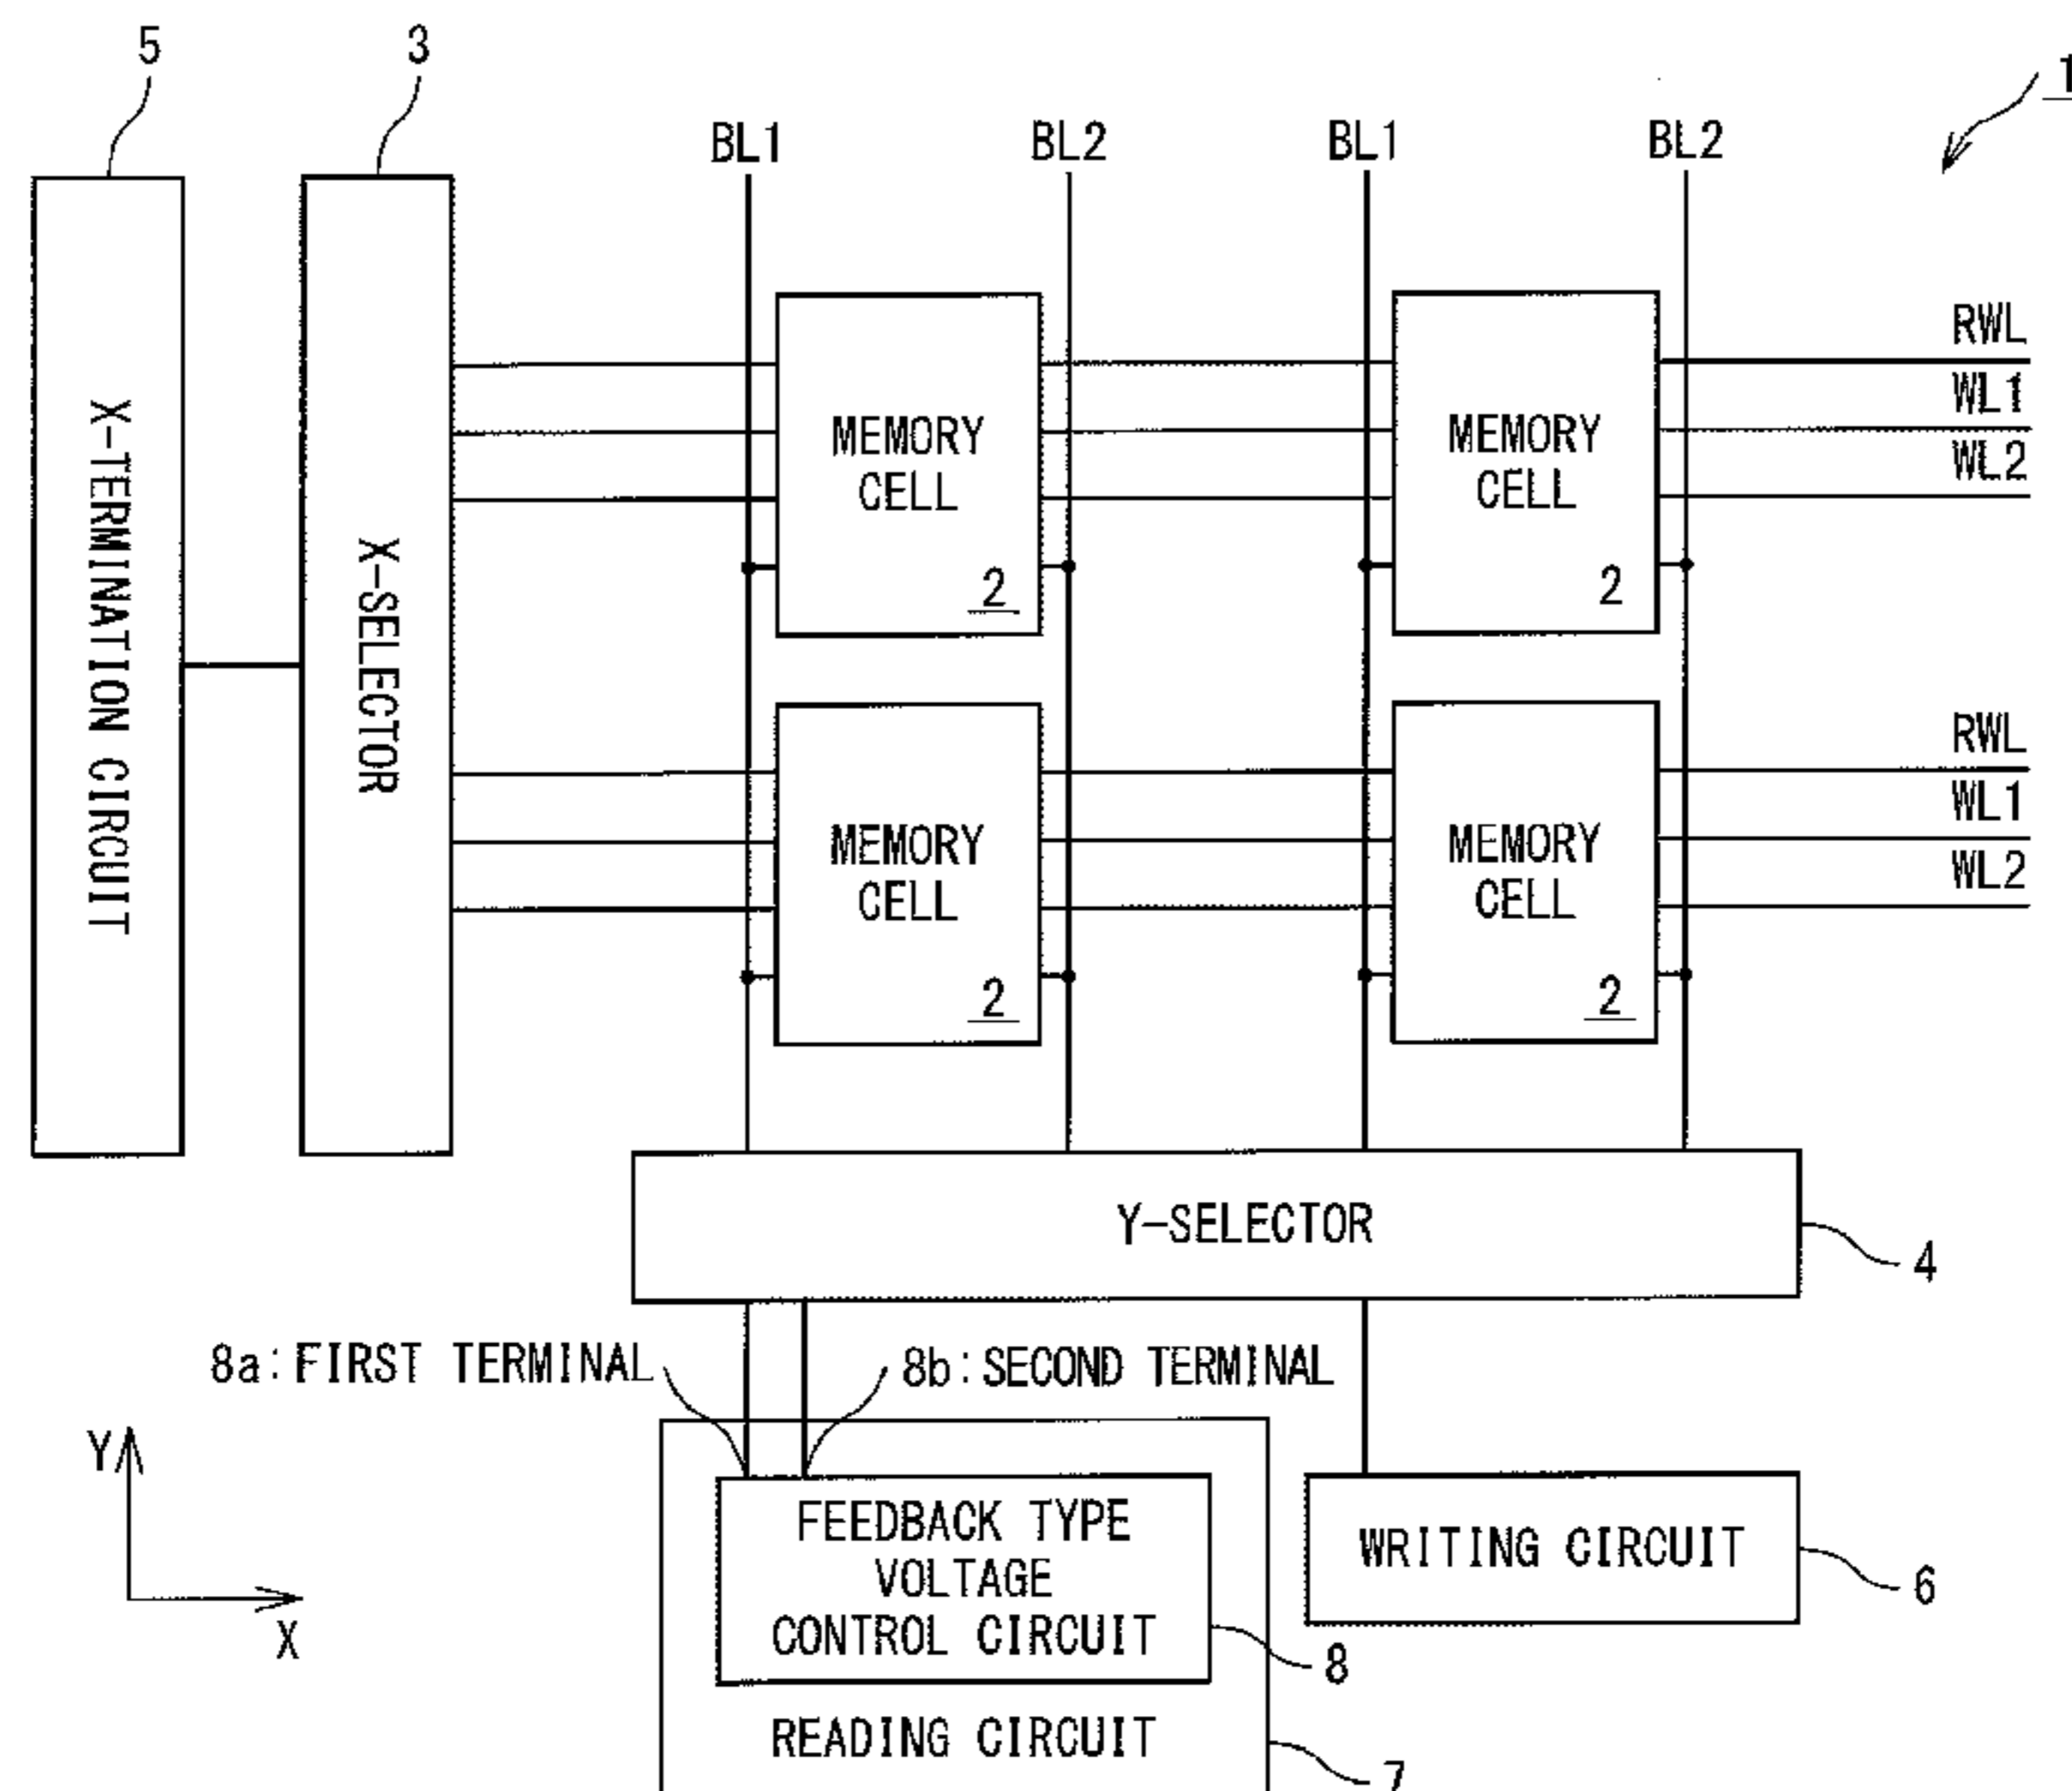 5
3
1
BL1
BL2
BL1
BL2
RWL
WL1
WL2
MEMORY
CELL
2
MEMORY
CELL
2
X-TERMINATION CIRCUIT
X-SELECTOR
RWL
WL1
WL2
MEMORY
CELL
2
MEMORY
CELL
2
Y-SELECTOR
4
8a:FIRST TERMINAL
8b:SECOND TERMINAL
Y
X
FEEDBACK TYPE
VOLTAGE
CONTROL CIRCUIT
8
WRITING CIRCUIT
6
READING CIRCUIT
7